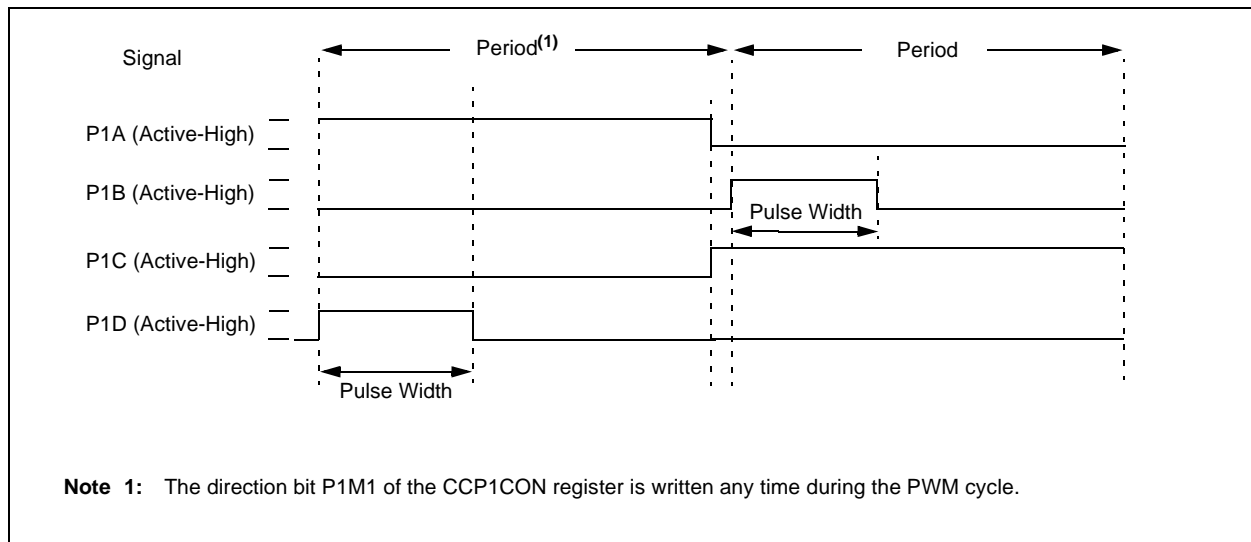 Signal
Period(1)
Period
P1A (Active-High)
P1B (Active-High)
Pulse Width
P1C (Active-High)
P1D (Active-High)
Pulse Width
Note 1: The direction bit P1M1 of the CCP1CON register is written any time during the PWM cycle.